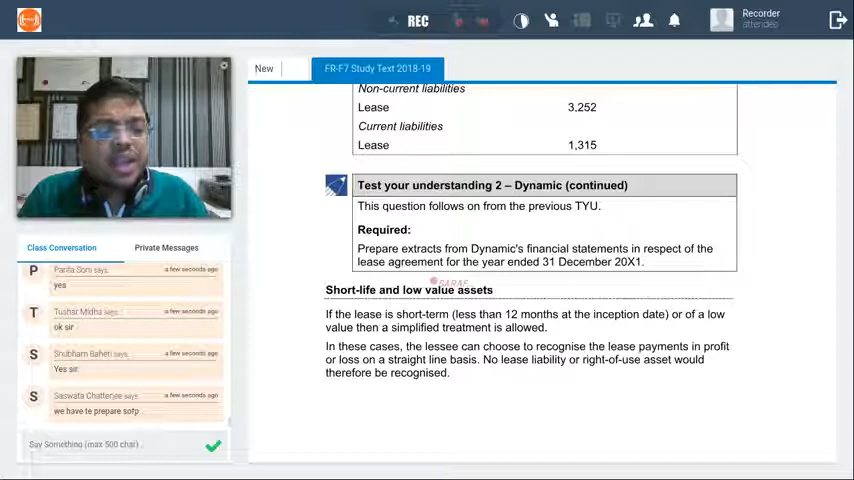 REC
Recorder
attendee
New
FR-F7 Study Text 2018-19
Non-current liabilities
Lease 3,252
Current liabilities
Lease 1,315
Test your understanding 2 – Dynamic (continued)
This question follows on from the previous TYU.
Required:
Prepare extracts from Dynamic's financial statements in respect of the
lease agreement for the year ended 31 December 20X1.
SARAF
Short-life and low value assets
If the lease is short-term (less than 12 months at the inception date) or of a low
value then a simplified treatment is allowed.
In these cases, the lessee can choose to recognise the lease payments in profit
or loss on a straight line basis. No lease liability or right-of-use asset would
therefore be recognised.
Class Conversation Private Messages
P Parita Soni says: a few seconds ago
yes
T Tushar Midha says: a few seconds ago
ok sir
S Shubham Baheti says: a few seconds ago
Yes sir
S Saswata Chatterjee says: a few seconds ago
we have te prepare sofp
Say Something (max 500 char)